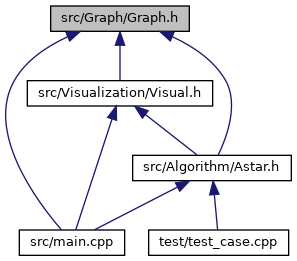 src/Graph/Graph.h
src/Visualization/Visual.h
src/Algorithm/Astar.h
src/main.cpp
test/test_case.cpp